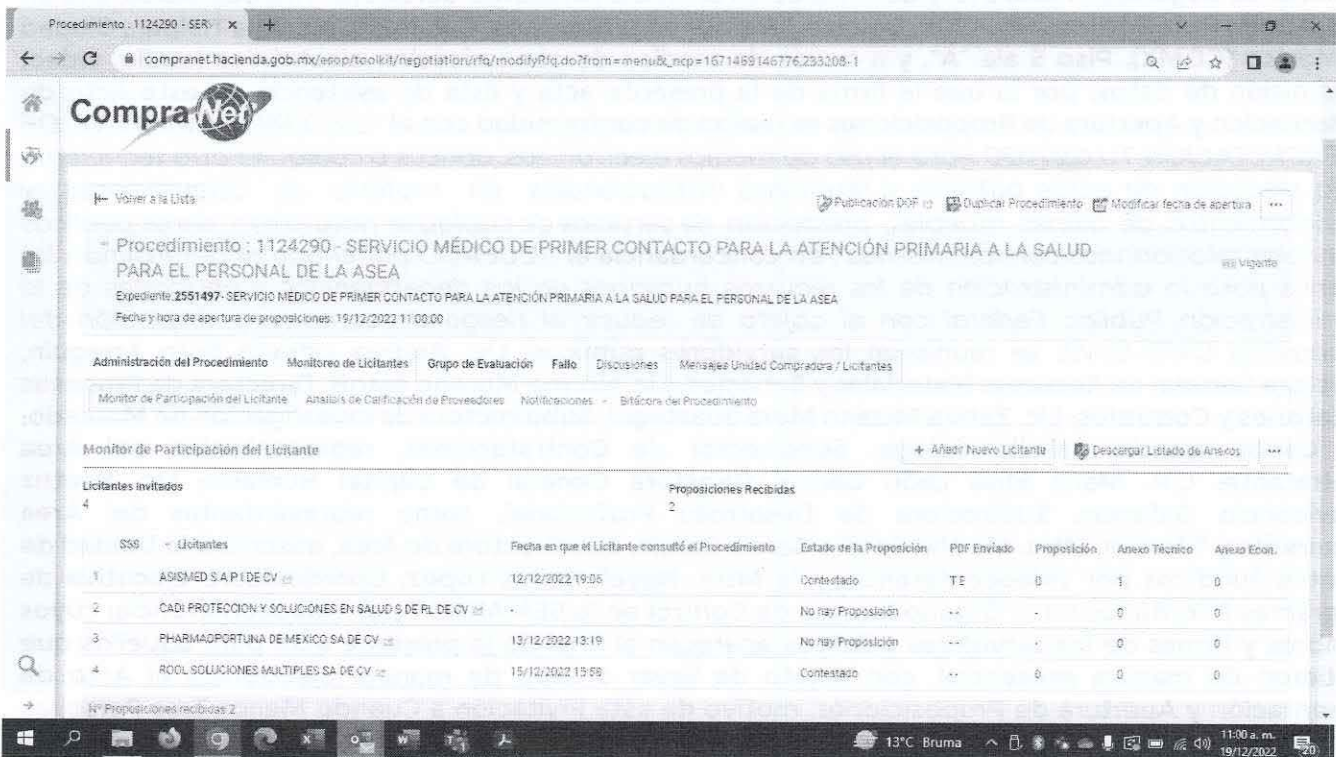 Procedimiento : 1124290 - SER
compranet.hacienda.gob.mx/esop/toolkit/negotiation/rfq/modifyRfq.do?from=menu&_ncp=1671469146776.233208-1
CompraNet
Volver a la Lista
Publicación DOF
Duplicar Procedimiento
Modificar fecha de apertura
Procedimiento : 1124290 - SERVICIO MÉDICO DE PRIMER CONTACTO PARA LA ATENCIÓN PRIMARIA A LA SALUD
PARA EL PERSONAL DE LA ASEA
Vigente
Expediente:2551497- SERVICIO MEDICO DE PRIMER CONTACTO PARA LA ATENCIÓN PRIMARIA A LA SALUD PARA EL PERSONAL DE LA ASEA
Fecha y hora de apertura de proposiciones: 19/12/2022 11:00:00
Administración del Procedimiento Monitoreo de Licitantes Grupo de Evaluación Fallo Discusiones Mensajes Unidad Compradora / Licitantes
Monitor de Participación del Licitante Análisis de Calificación de Proveedores Notificaciones Bitácora del Procedimiento
Monitor de Participación del Licitante
+ Añadir Nuevo Licitante
Descargar Listado de Anexos
Licitantes Invitados Proposiciones Recibidas
4 2
Licitantes Fecha en que el Licitante consultó el Procedimiento Estado de la Proposición PDF Enviado Proposición Anexo Técnico Anexo Econ.
1 ASISMED S A P I DE CV 12/12/2022 19:06 Contestado T E 0 1 0
2 CADI PROTECCION Y SOLUCIONES EN SALUD S DE RL DE CV - No hay Proposición -- 0 0 0
3 PHARMAOPORTUNA DE MEXICO SA DE CV 13/12/2022 13:19 No hay Proposición -- 0 0 0
4 ROOL SOLUCIONES MULTIPLES SA DE CV 15/12/2022 15:58 Contestado -- 0 0 0
Nº Proposiciones recibidas 2
13°C Bruma
11:00 a. m.
19/12/2022
20